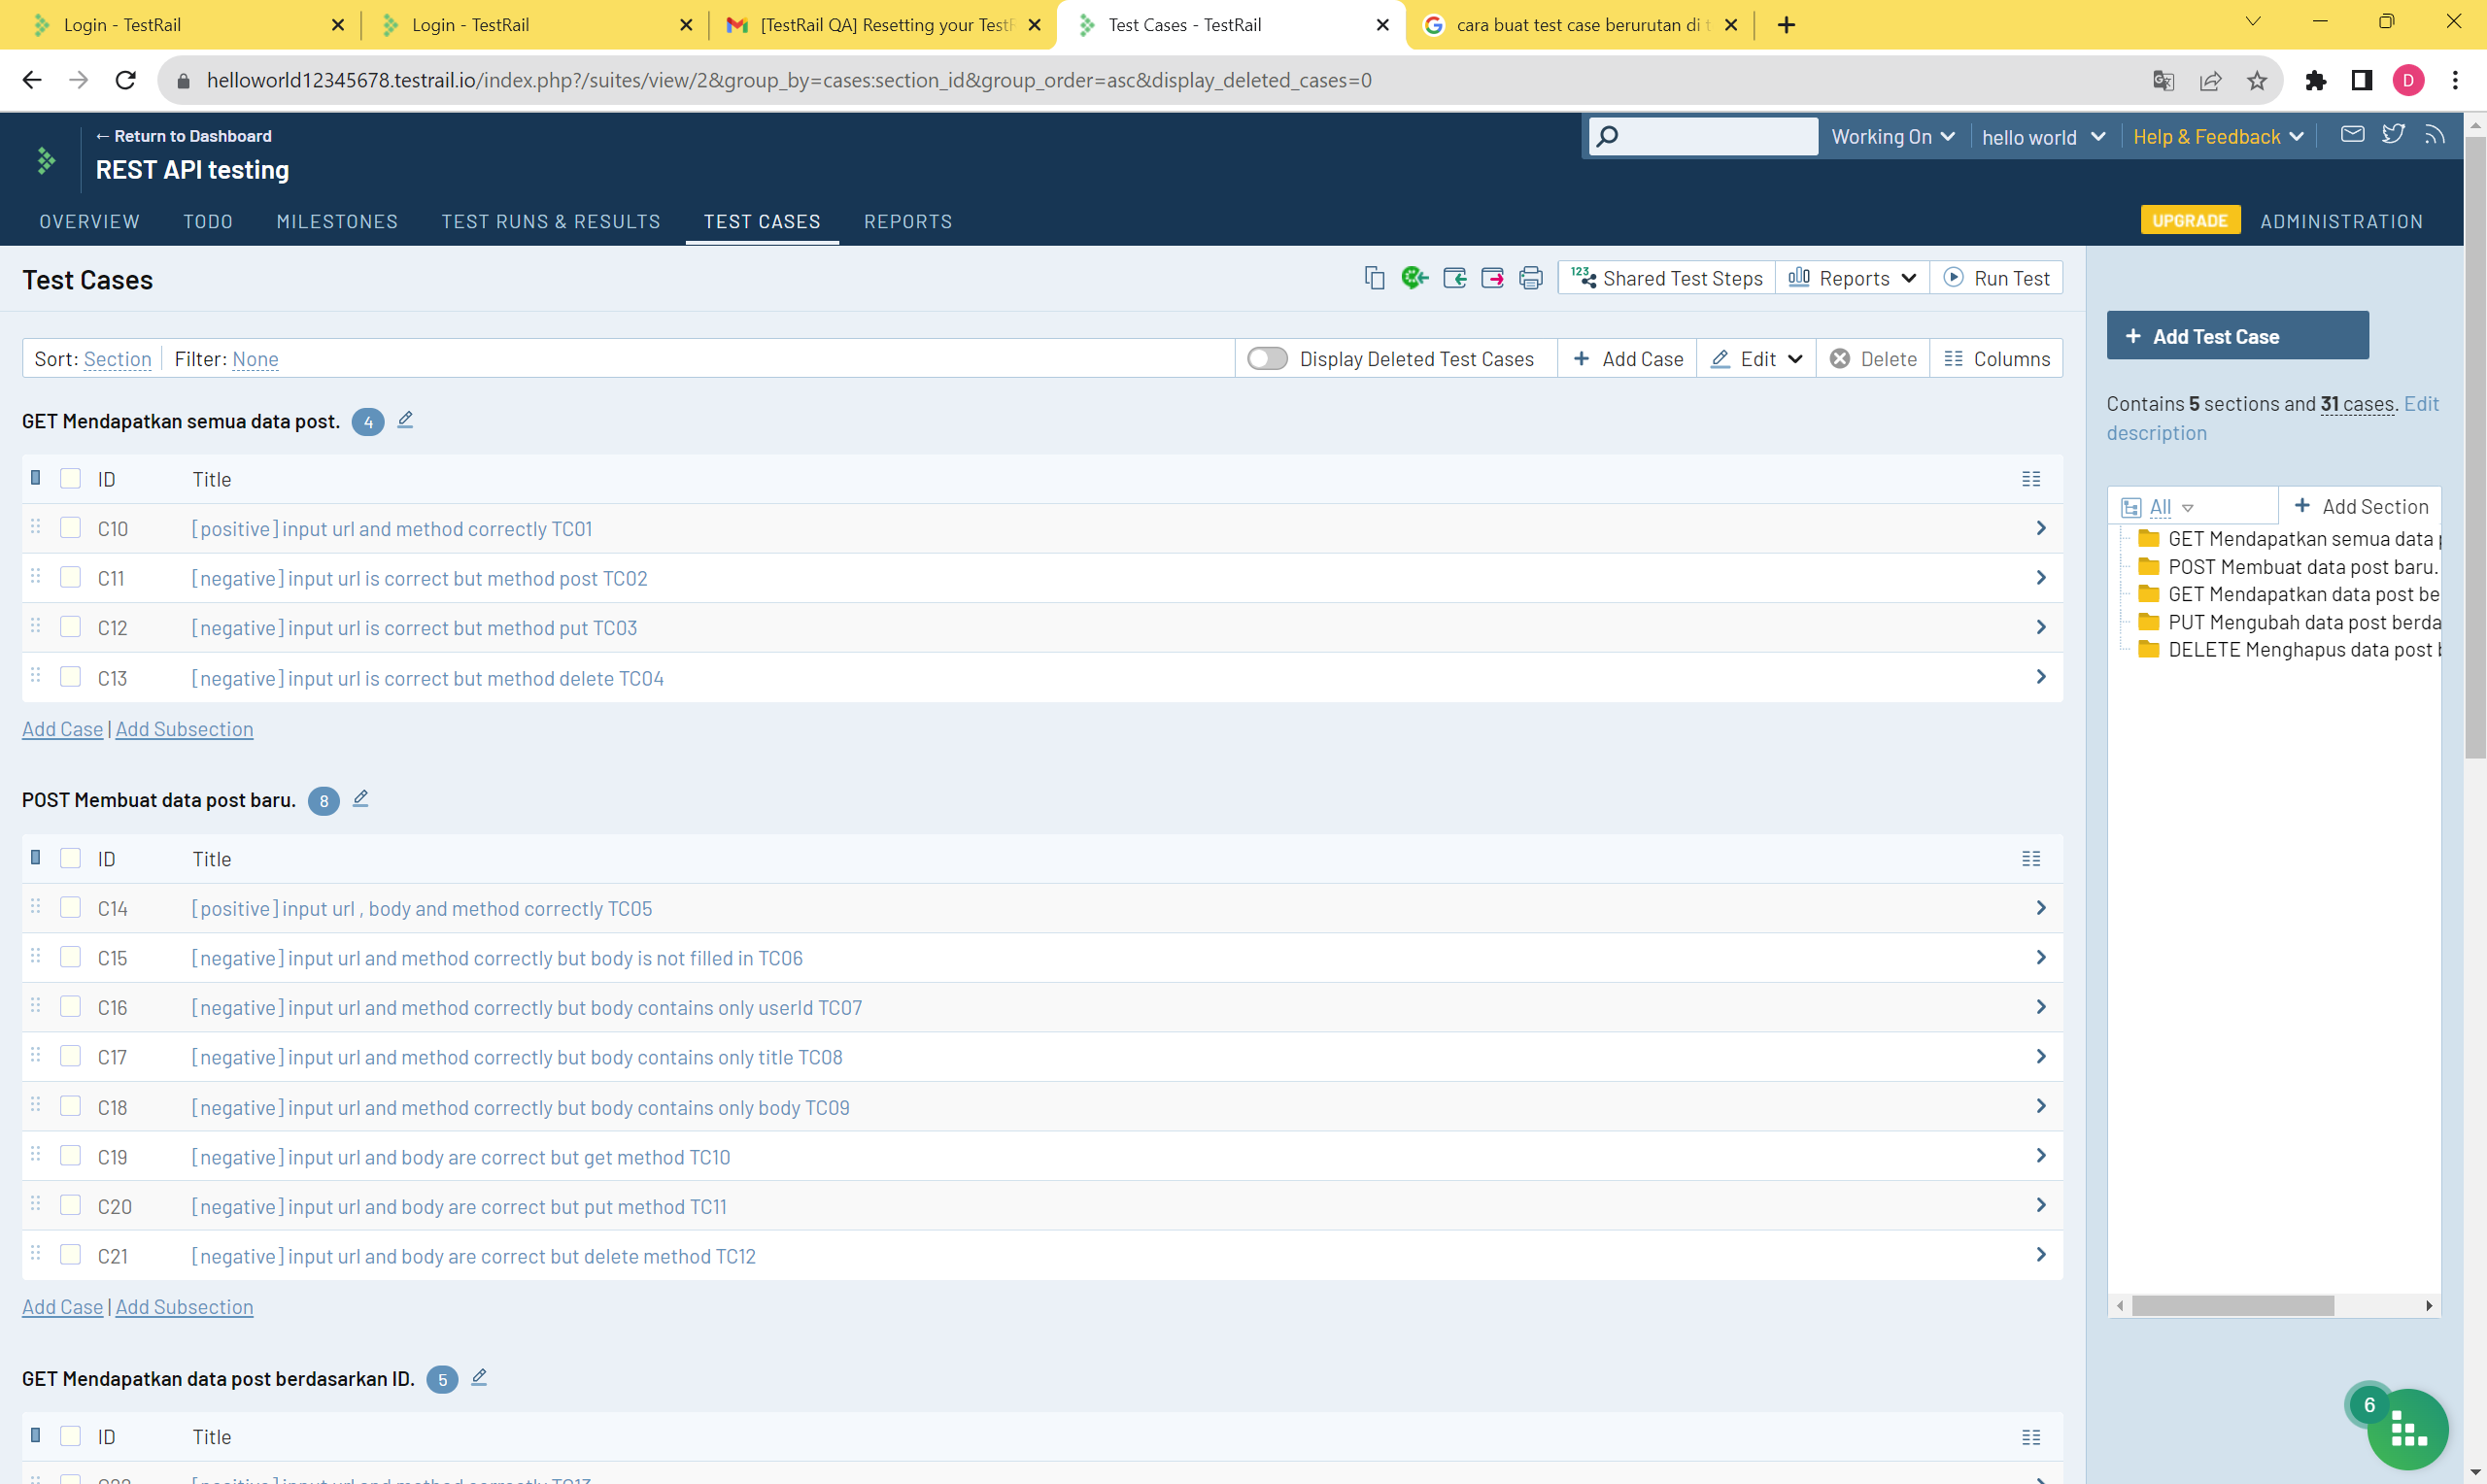 Login - TestRail
Login - TestRail
[TestRail QA] Resetting your TestR
Test Cases - TestRail
cara buat test case berurutan di t
helloworld12345678.testrail.io/index.php?/suites/view/2&group_by=cases:section_id&group_order=asc&display_deleted_cases=0
D
← Return to Dashboard
REST API testing
Working On
hello world
Help & Feedback
OVERVIEW
TODO
MILESTONES
TEST RUNS & RESULTS
TEST CASES
REPORTS
UPGRADE
ADMINISTRATION
Test Cases
123
Shared Test Steps
Reports
Run Test
+ Add Test Case
Sort: Section
Filter: None
Display Deleted Test Cases
+ Add Case
Edit
Delete
Columns
Contains 5 sections and 31 cases. Edit
description
All
+ Add Section
GET Mendapatkan semua data p
POST Membuat data post baru.
GET Mendapatkan data post be
PUT Mengubah data post berda
DELETE Menghapus data post b
GET Mendapatkan semua data post. 4
ID Title
C10 [positive] input url and method correctly TC01
C11 [negative] input url is correct but method post TC02
C12 [negative] input url is correct but method put TC03
C13 [negative] input url is correct but method delete TC04
Add Case | Add Subsection
POST Membuat data post baru. 8
ID Title
C14 [positive] input url , body and method correctly TC05
C15 [negative] input url and method correctly but body is not filled in TC06
C16 [negative] input url and method correctly but body contains only userId TC07
C17 [negative] input url and method correctly but body contains only title TC08
C18 [negative] input url and method correctly but body contains only body TC09
C19 [negative] input url and body are correct but get method TC10
C20 [negative] input url and body are correct but put method TC11
C21 [negative] input url and body are correct but delete method TC12
Add Case | Add Subsection
GET Mendapatkan data post berdasarkan ID. 5
ID Title
C22 [positive] input url and method correctly TC13
6